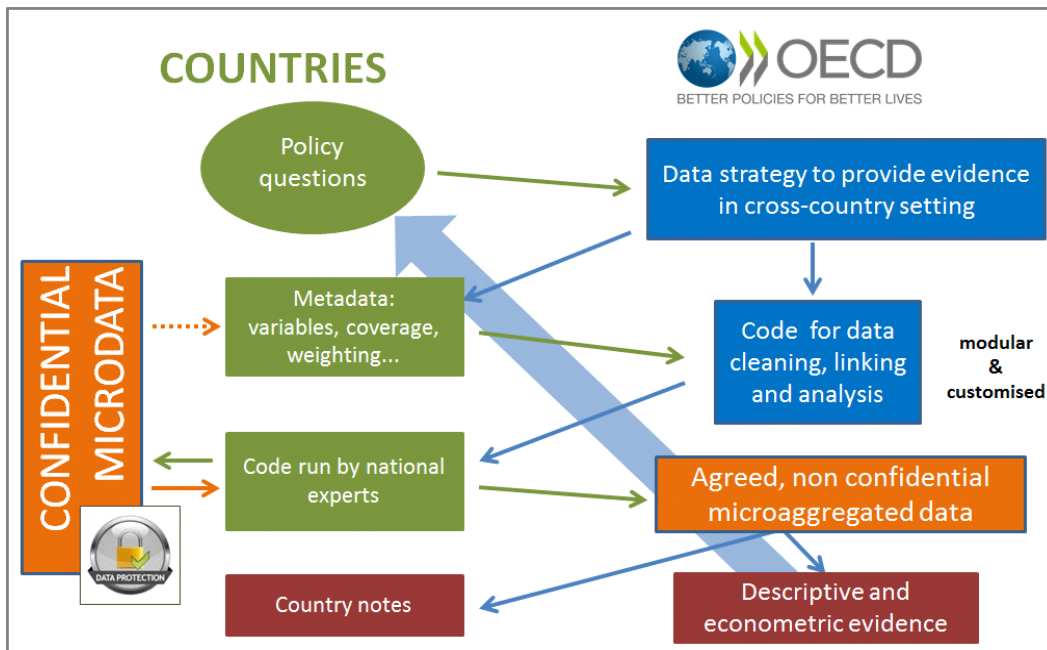 COUNTRIES
OECD
BETTER POLICIES FOR BETTER LIVES
Policy
questions
Data strategy to provide evidence
in cross-country setting
CONFIDENTIAL
MICRODATA
DATA PROTECTION
Metadata:
variables, coverage,
weighting...
Code for data
cleaning, linking
and analysis
modular
&
customised
Code run by national
experts
Agreed, non confidential
microaggregated data
Country notes
Descriptive and
econometric evidence